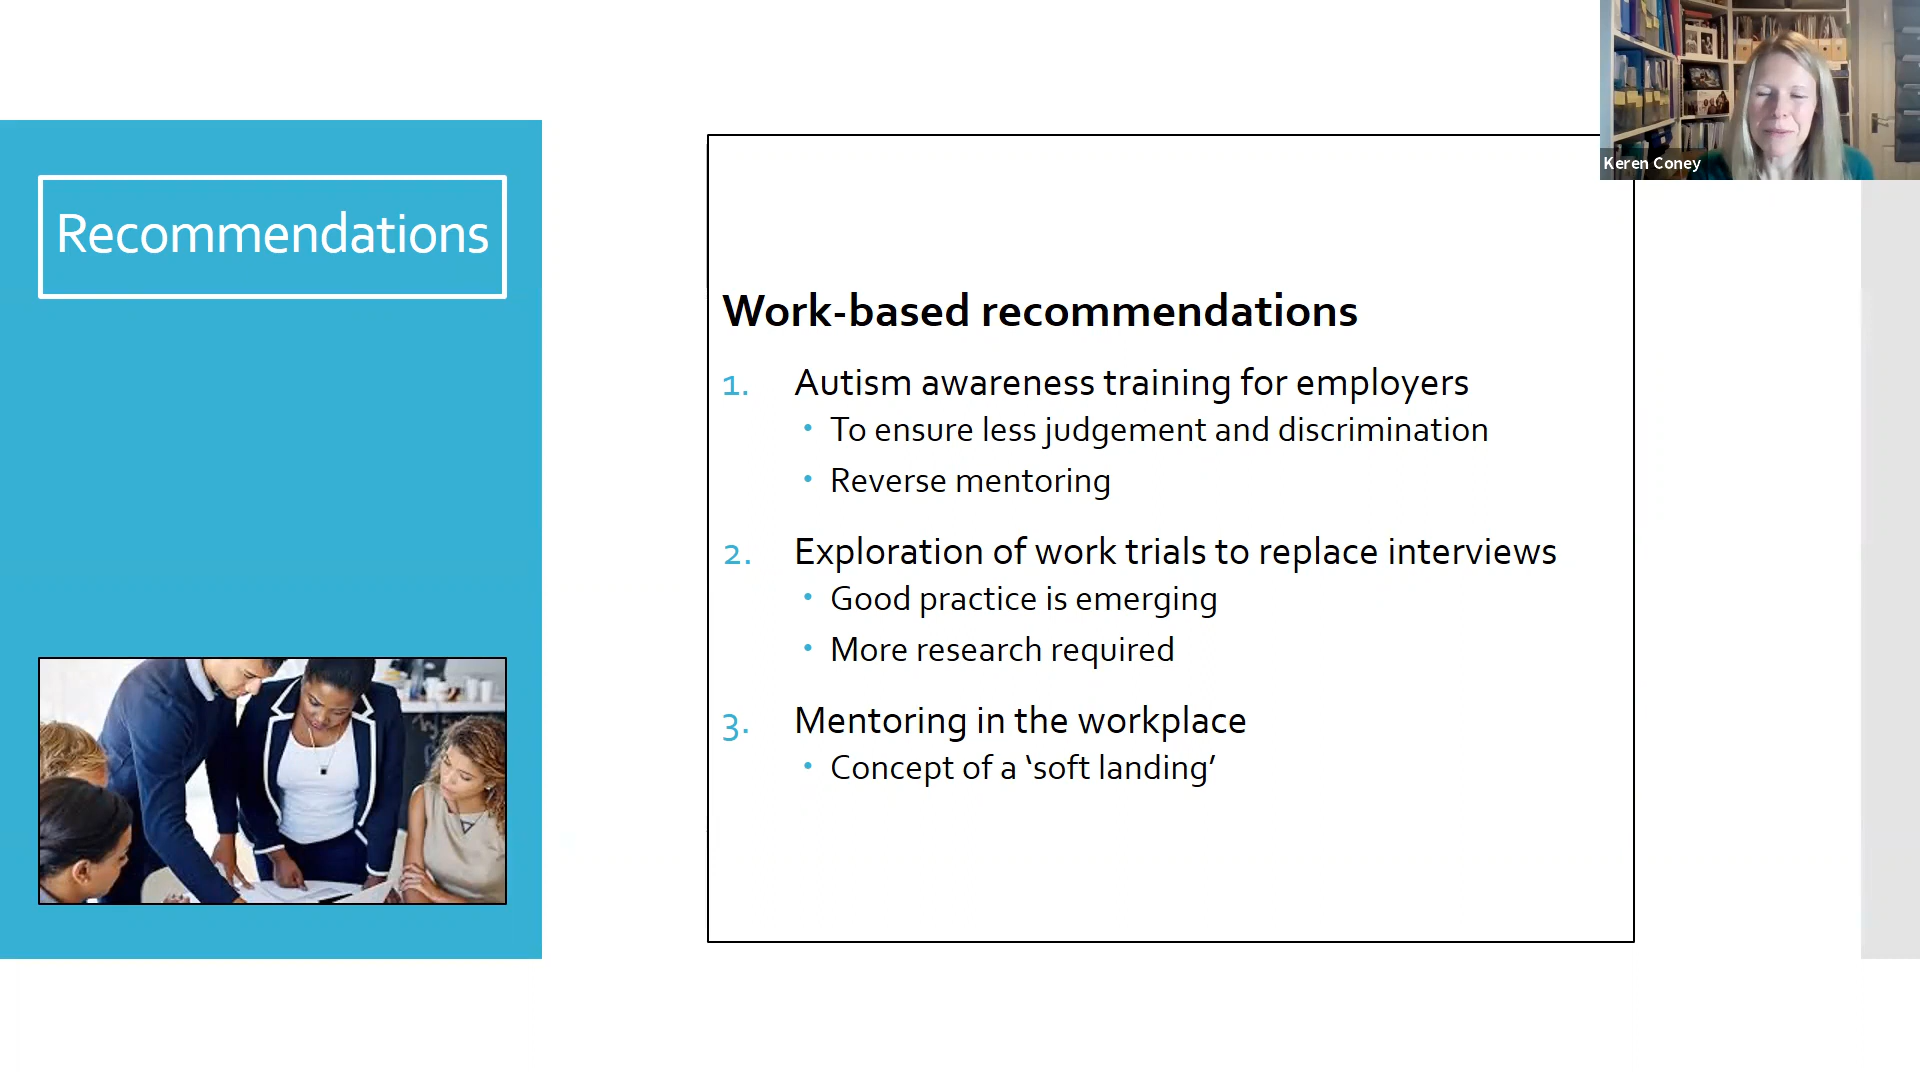 Keren Coney
Recommendations
Work-based recommendations
1. Autism awareness training for employers
• To ensure less judgement and discrimination
• Reverse mentoring
2. Exploration of work trials to replace interviews
• Good practice is emerging
• More research required
3. Mentoring in the workplace
• Concept of a ‘soft landing’